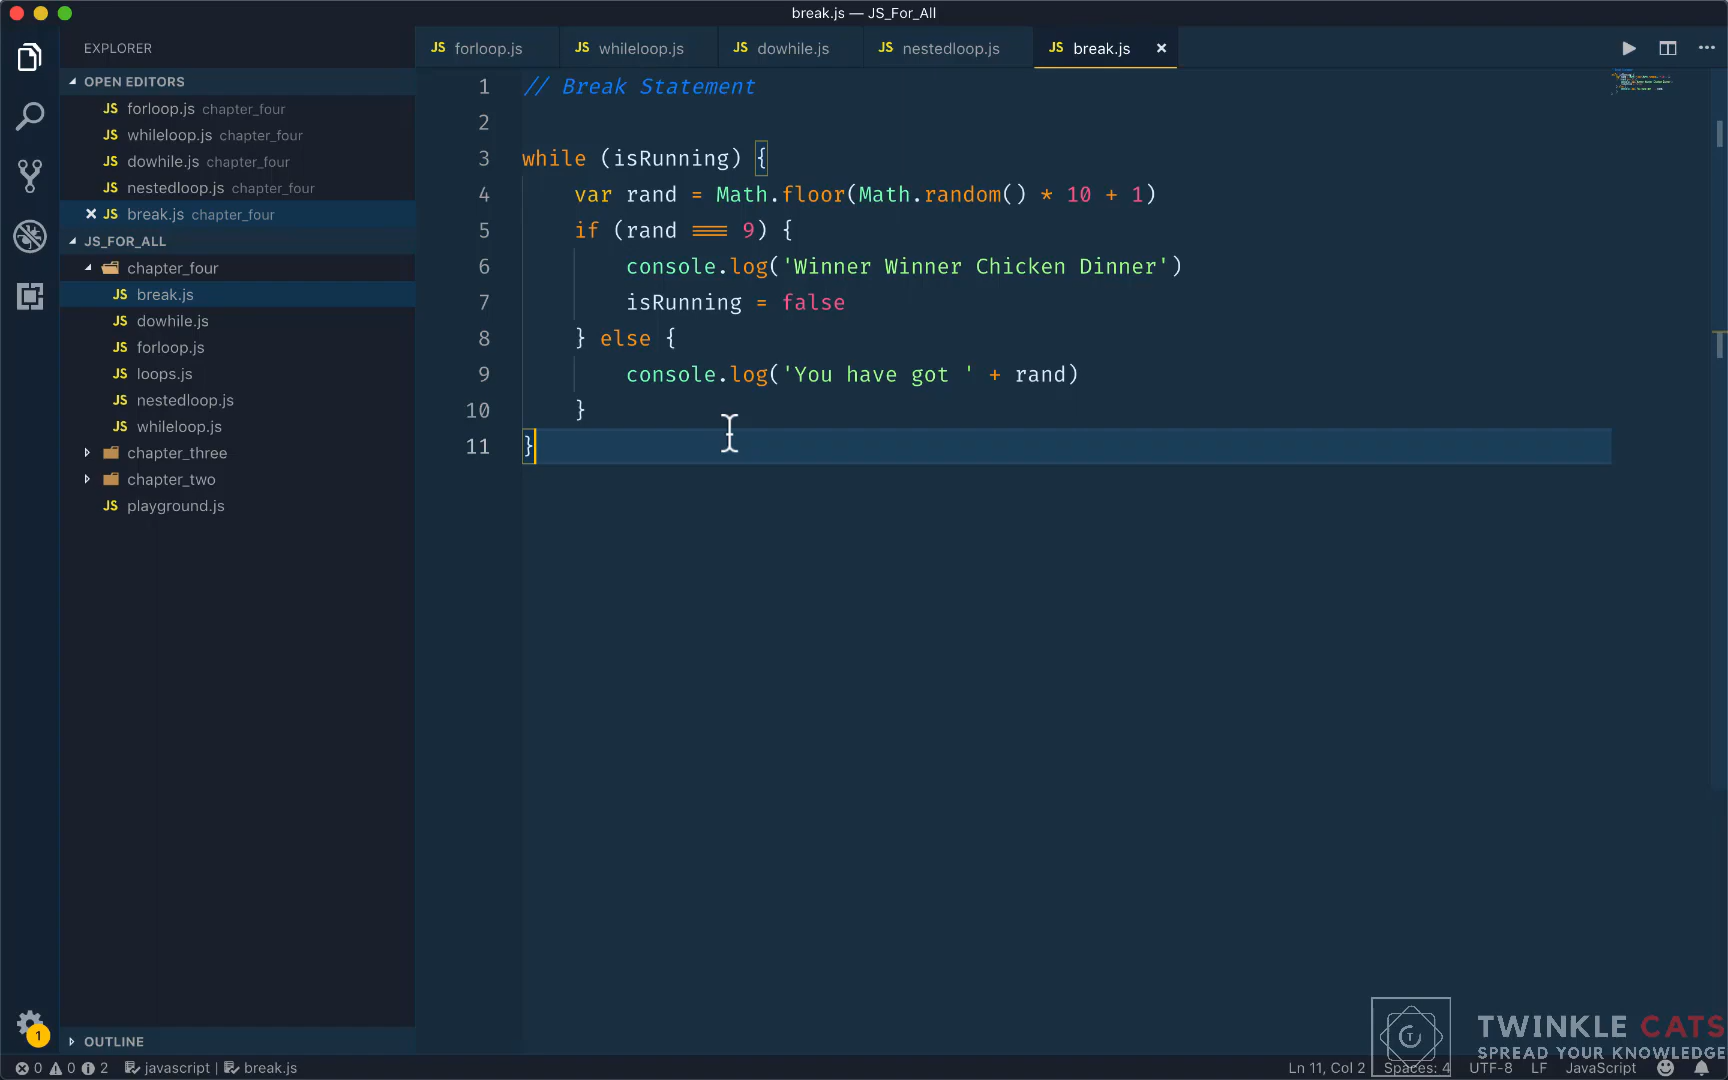 break.js — JS_For_All
EXPLORER
OPEN EDITORS
JS forloop.js chapter_four
JS whileloop.js chapter_four
JS dowhile.js chapter_four
JS nestedloop.js chapter_four
JS break.js chapter_four
JS_FOR_ALL
chapter_four
JS break.js
JS dowhile.js
JS forloop.js
JS loops.js
JS nestedloop.js
JS whileloop.js
chapter_three
chapter_two
JS playground.js
OUTLINE
JS forloop.js JS whileloop.js JS dowhile.js JS nestedloop.js JS break.js
1 // Break Statement
2
3 while (isRunning) {
4 var rand = Math.floor(Math.random() * 10 + 1)
5 if (rand === 9) {
6 console.log('Winner Winner Chicken Dinner')
7 isRunning = false
8 } else {
9 console.log('You have got ' + rand)
10 }
11 }
1
TWINKLE CATS
SPREAD YOUR KNOWLEDGE
0 0 2 javascript | break.js Ln 11, Col 2 Spaces: 4 UTF-8 LF JavaScript